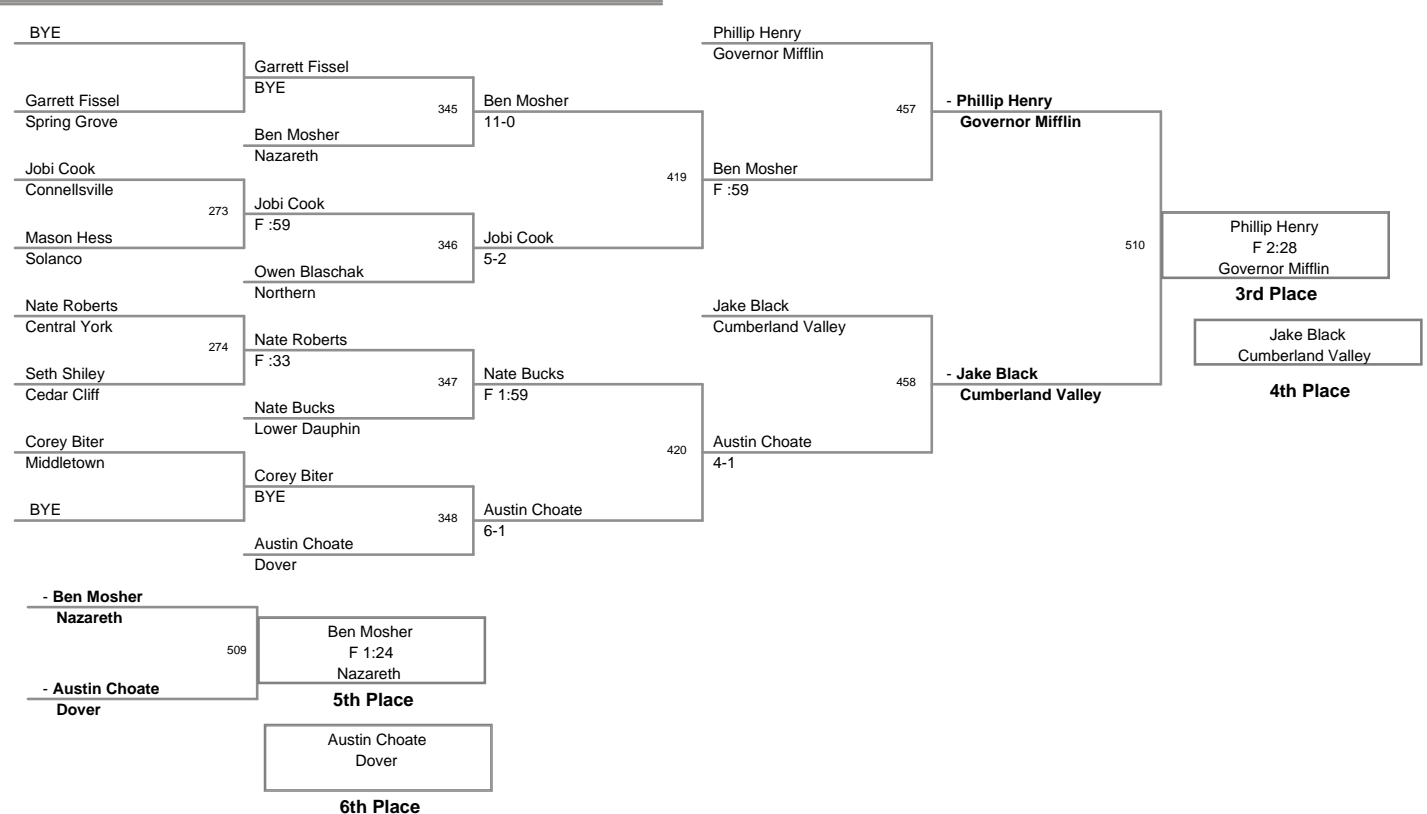 BYE
Garrett Fissel
Spring Grove
Jobi Cook
Connellsville
273
Mason Hess
Solanco
Nate Roberts
Central York
274
Seth Shiley
Cedar Cliff
Corey Biter
Middletown
BYE
Garrett Fissel
BYE
345
Ben Mosher
Nazareth
Jobi Cook
F :59
346
Owen Blaschak
Northern
Nate Roberts
F :33
347
Nate Bucks
Lower Dauphin
Corey Biter
BYE
348
Austin Choate
Dover
Ben Mosher
11-0
419
Jobi Cook
5-2
Nate Bucks
F 1:59
420
Austin Choate
6-1
Phillip Henry
Governor Mifflin
457
Ben Mosher
F :59
Jake Black
Cumberland Valley
458
Austin Choate
4-1
- Phillip Henry
Governor Mifflin
510
- Jake Black
Cumberland Valley
Phillip Henry
F 2:28
Governor Mifflin
3rd Place
Jake Black
Cumberland Valley
4th Place
- Ben Mosher
Nazareth
509
- Austin Choate
Dover
Ben Mosher
F 1:24
Nazareth
5th Place
Austin Choate
Dover
6th Place